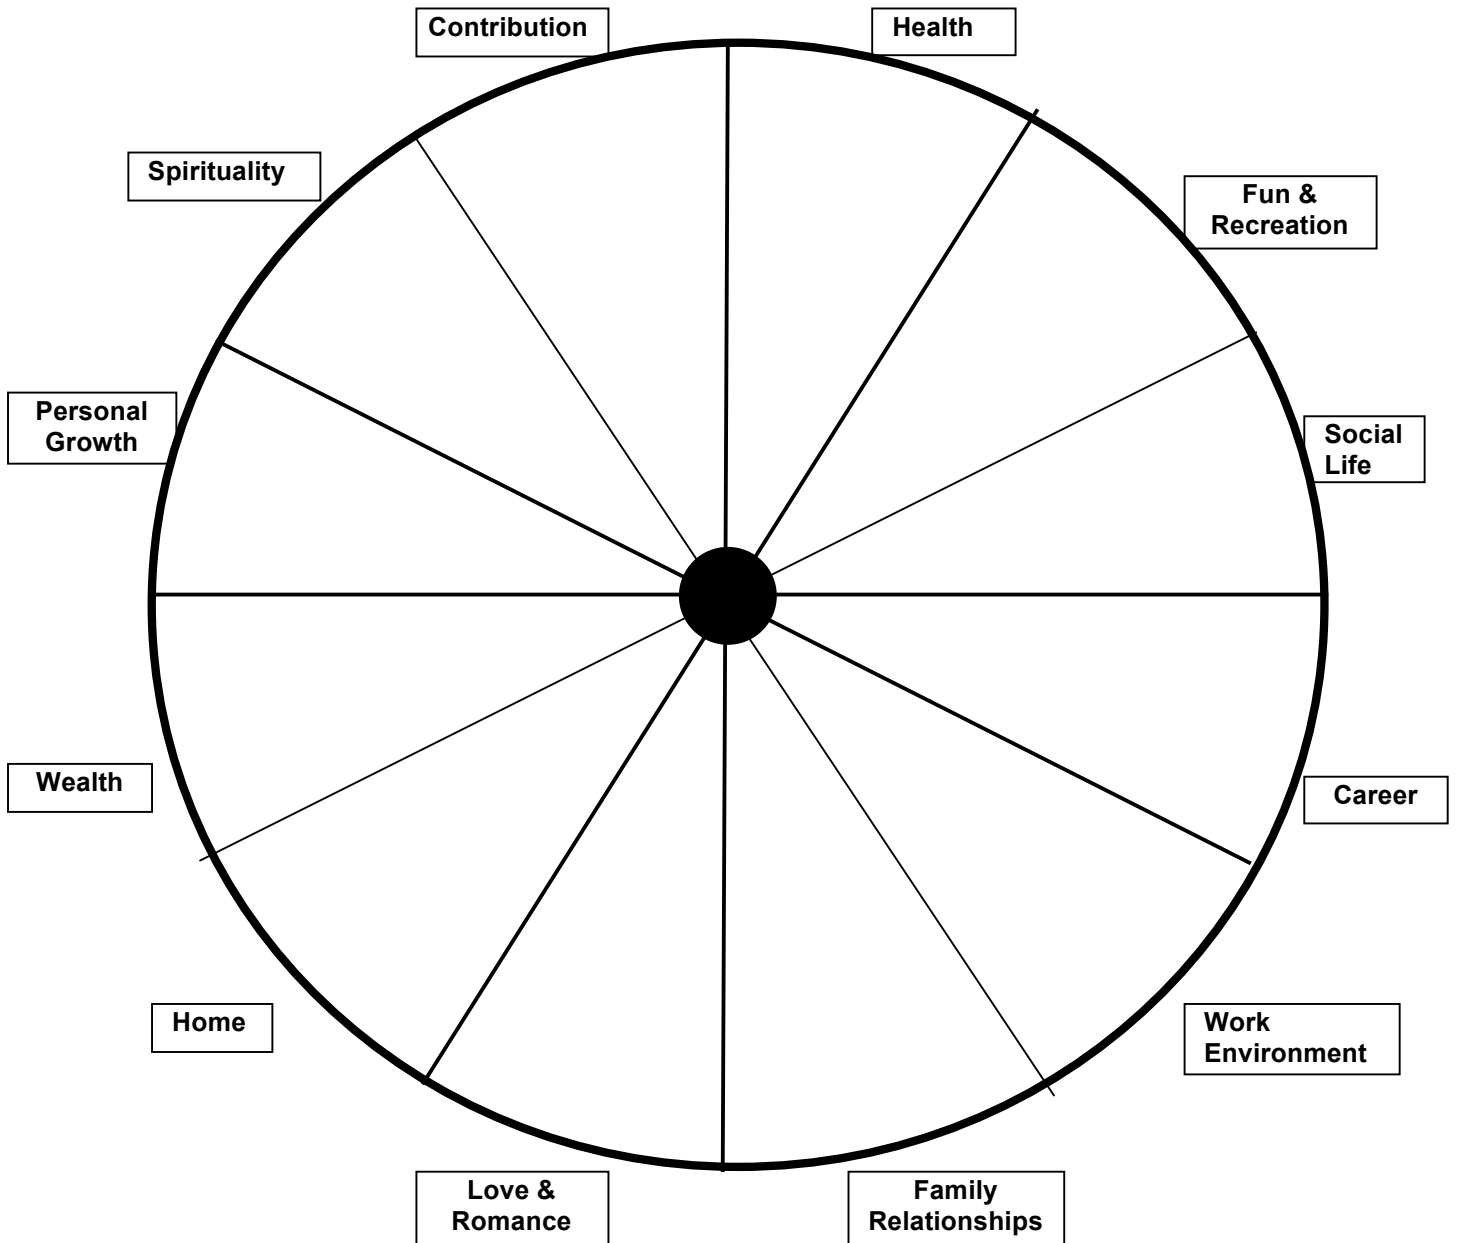 Contribution
Health
Spirituality
Fun &
Recreation
Personal
Growth
Social
Life
Wealth
Career
Home
Work
Environment
Love &
Romance
Family
Relationships